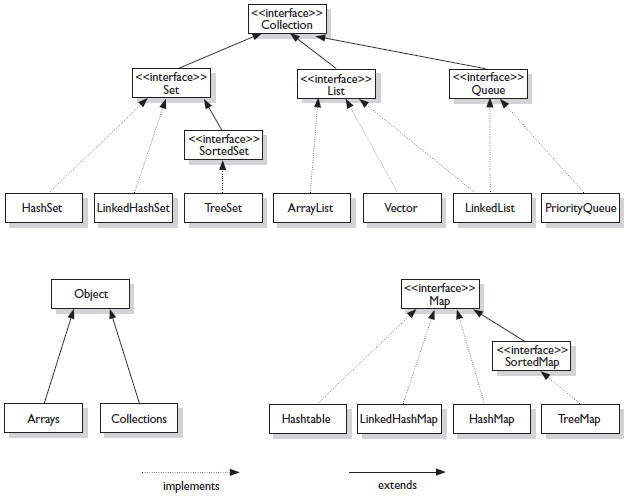 <<interface>>
Collection
<<interface>>
Set
<<interface>>
List
<<interface>>
Queue
<<interface>>
SortedSet
HashSet
LinkedHashSet
TreeSet
ArrayList
Vector
LinkedList
PriorityQueue
Object
<<interface>>
Map
<<interface>>
SortedMap
Arrays
Collections
Hashtable
LinkedHashMap
HashMap
TreeMap
implements
extends